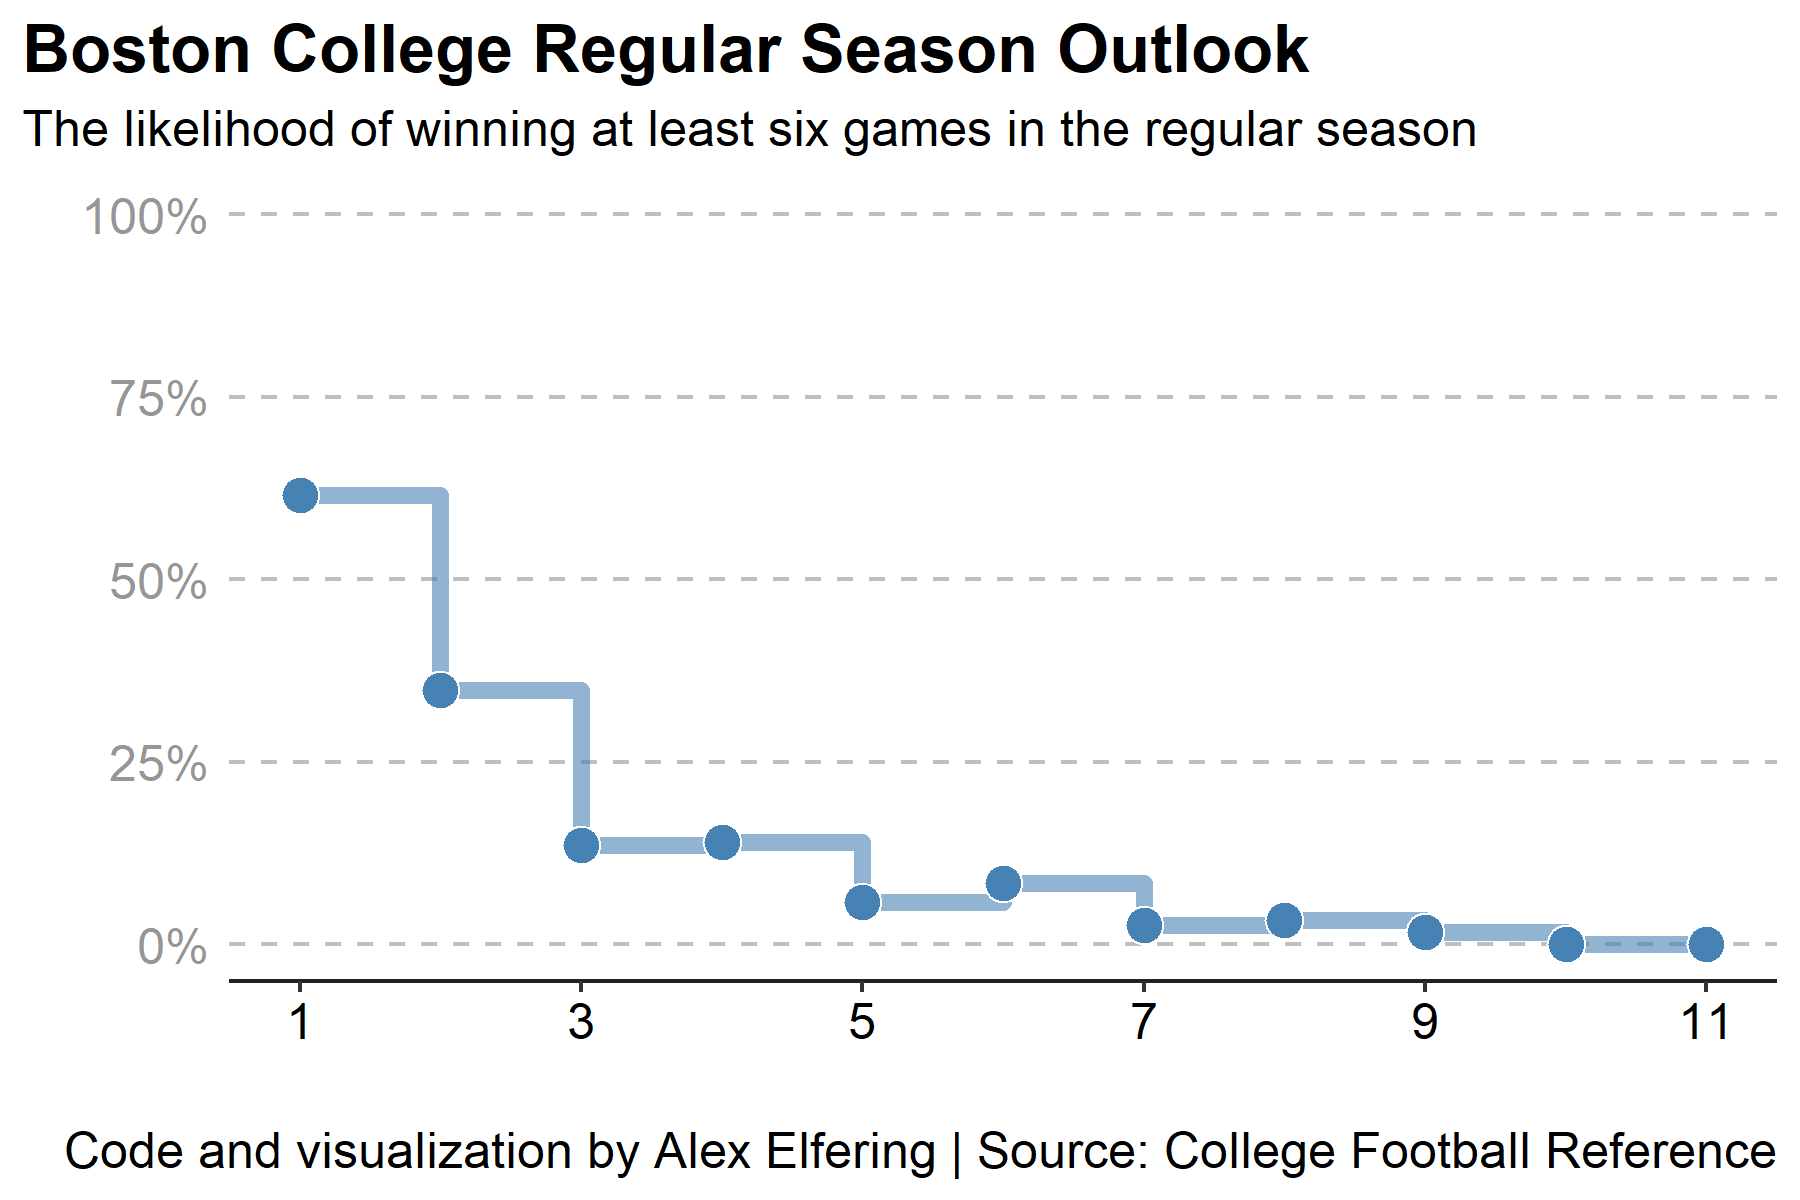 Boston College Regular Season Outlook
The likelihood of winning at least six games in the regular season
100%
75%
50%
25%
0%
1 3 5 7 9 11
Code and visualization by Alex Elfering | Source: College Football Reference